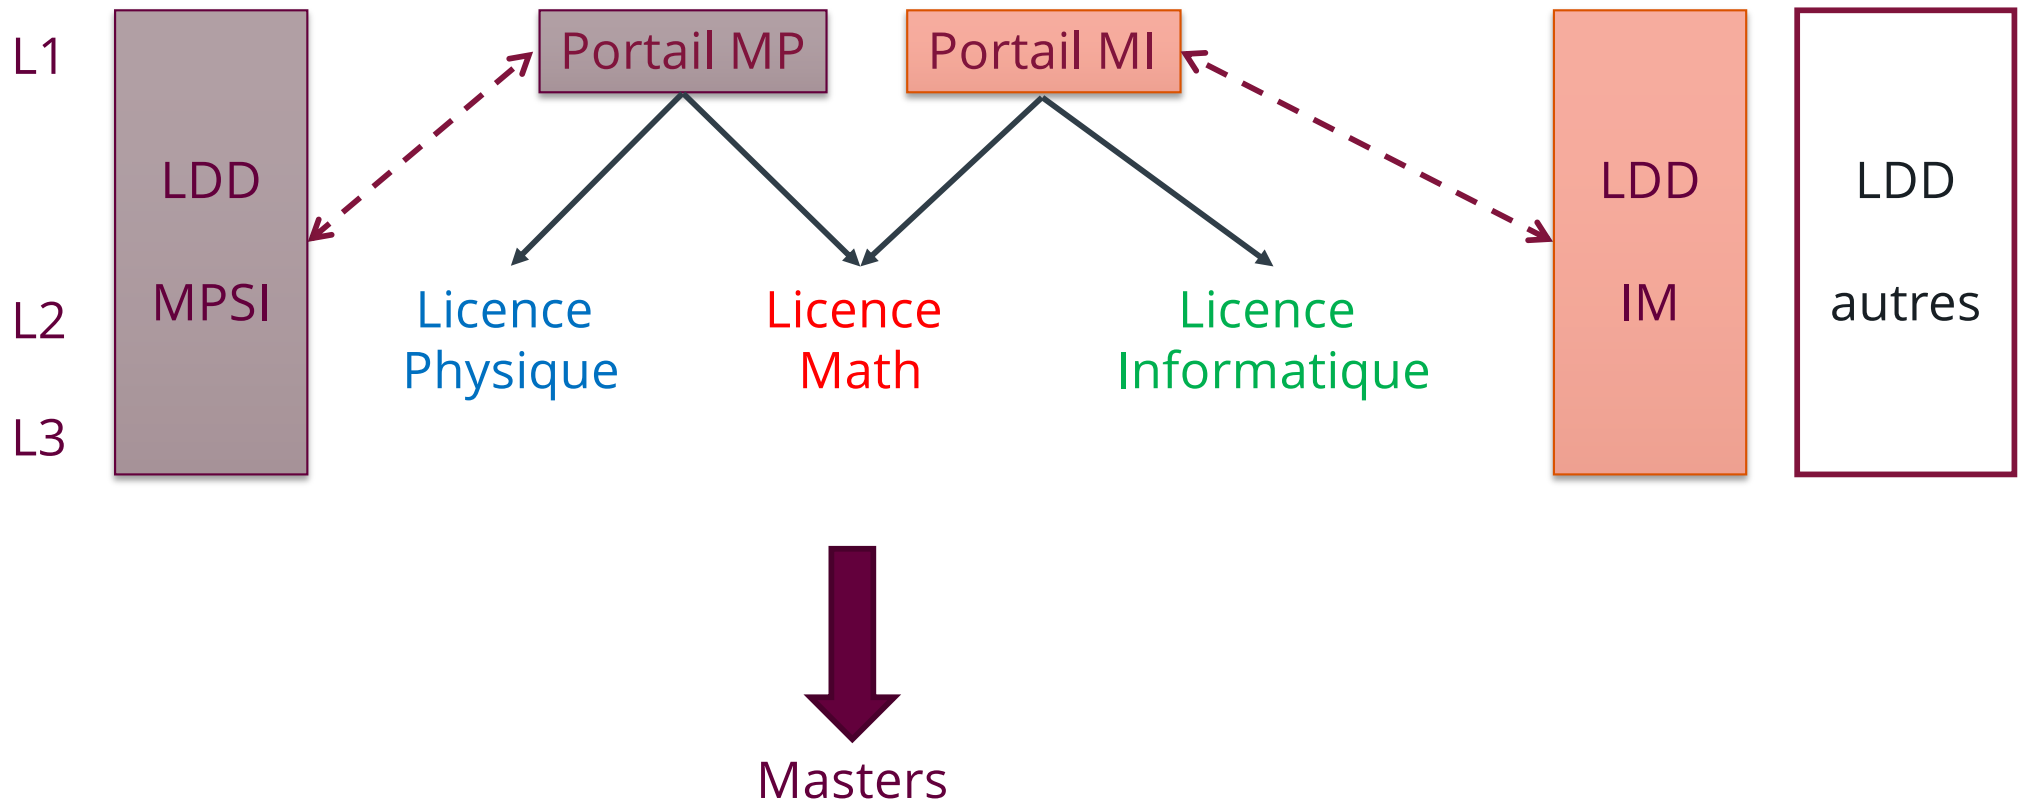 L1
Portail MP
Portail MI
LDD
MPSI
LDD
IM
LDD
autres
L2
Licence
Physique
Licence
Math
Licence
Informatique
L3
Masters